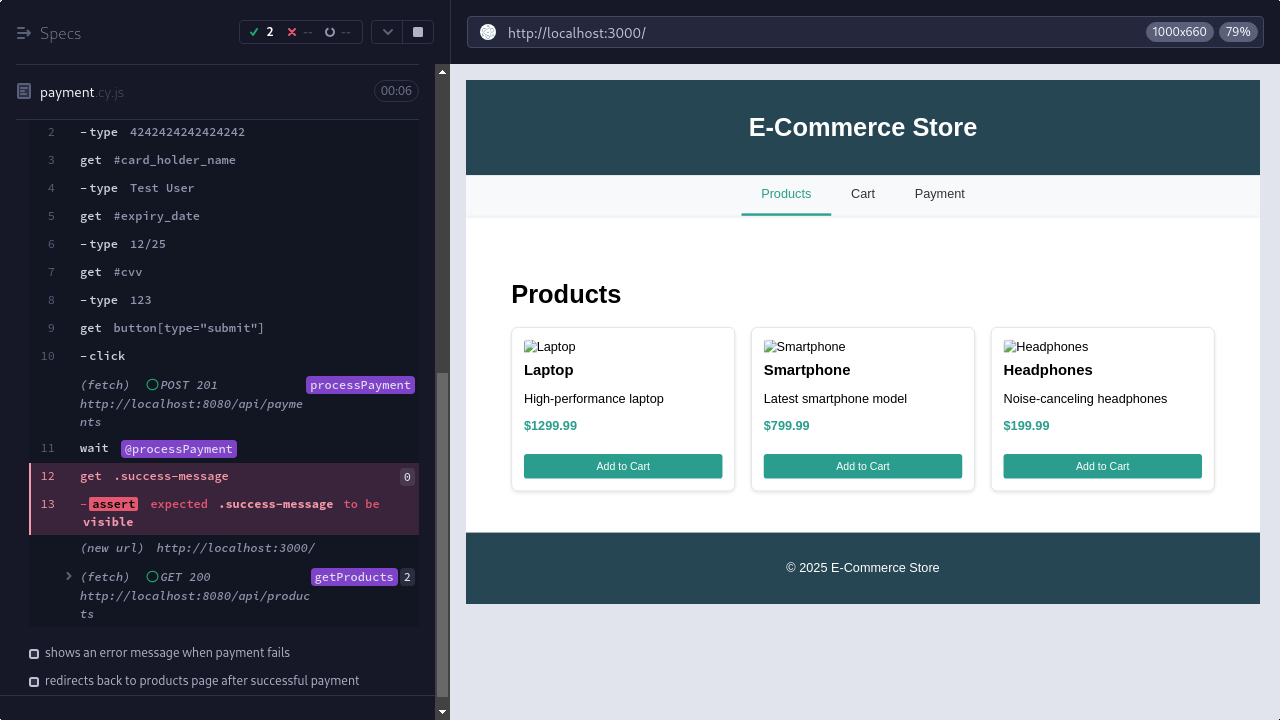 Specs
2
--
--
payment.cy.js
00:06
2 -type 4242424242424242
3 get #card_holder_name
4 -type Test User
5 get #expiry_date
6 -type 12/25
7 get #cvv
8 -type 123
9 get button[type="submit"]
10 -click
(fetch) POST 201 processPayment
http://localhost:8080/api/payme
nts
11 wait @processPayment
12 get .success-message 0
13 -assert expected .success-message to be
visible
(new url) http://localhost:3000/
(fetch) GET 200 getProducts 2
http://localhost:8080/api/produc
ts
shows an error message when payment fails
redirects back to products page after successful payment
http://localhost:3000/
1000x660
79%
E-Commerce Store
Products Cart Payment
Products
Laptop
Laptop
High-performance laptop
$1299.99
Add to Cart
Smartphone
Smartphone
Latest smartphone model
$799.99
Add to Cart
Headphones
Headphones
Noise-canceling headphones
$199.99
Add to Cart
© 2025 E-Commerce Store